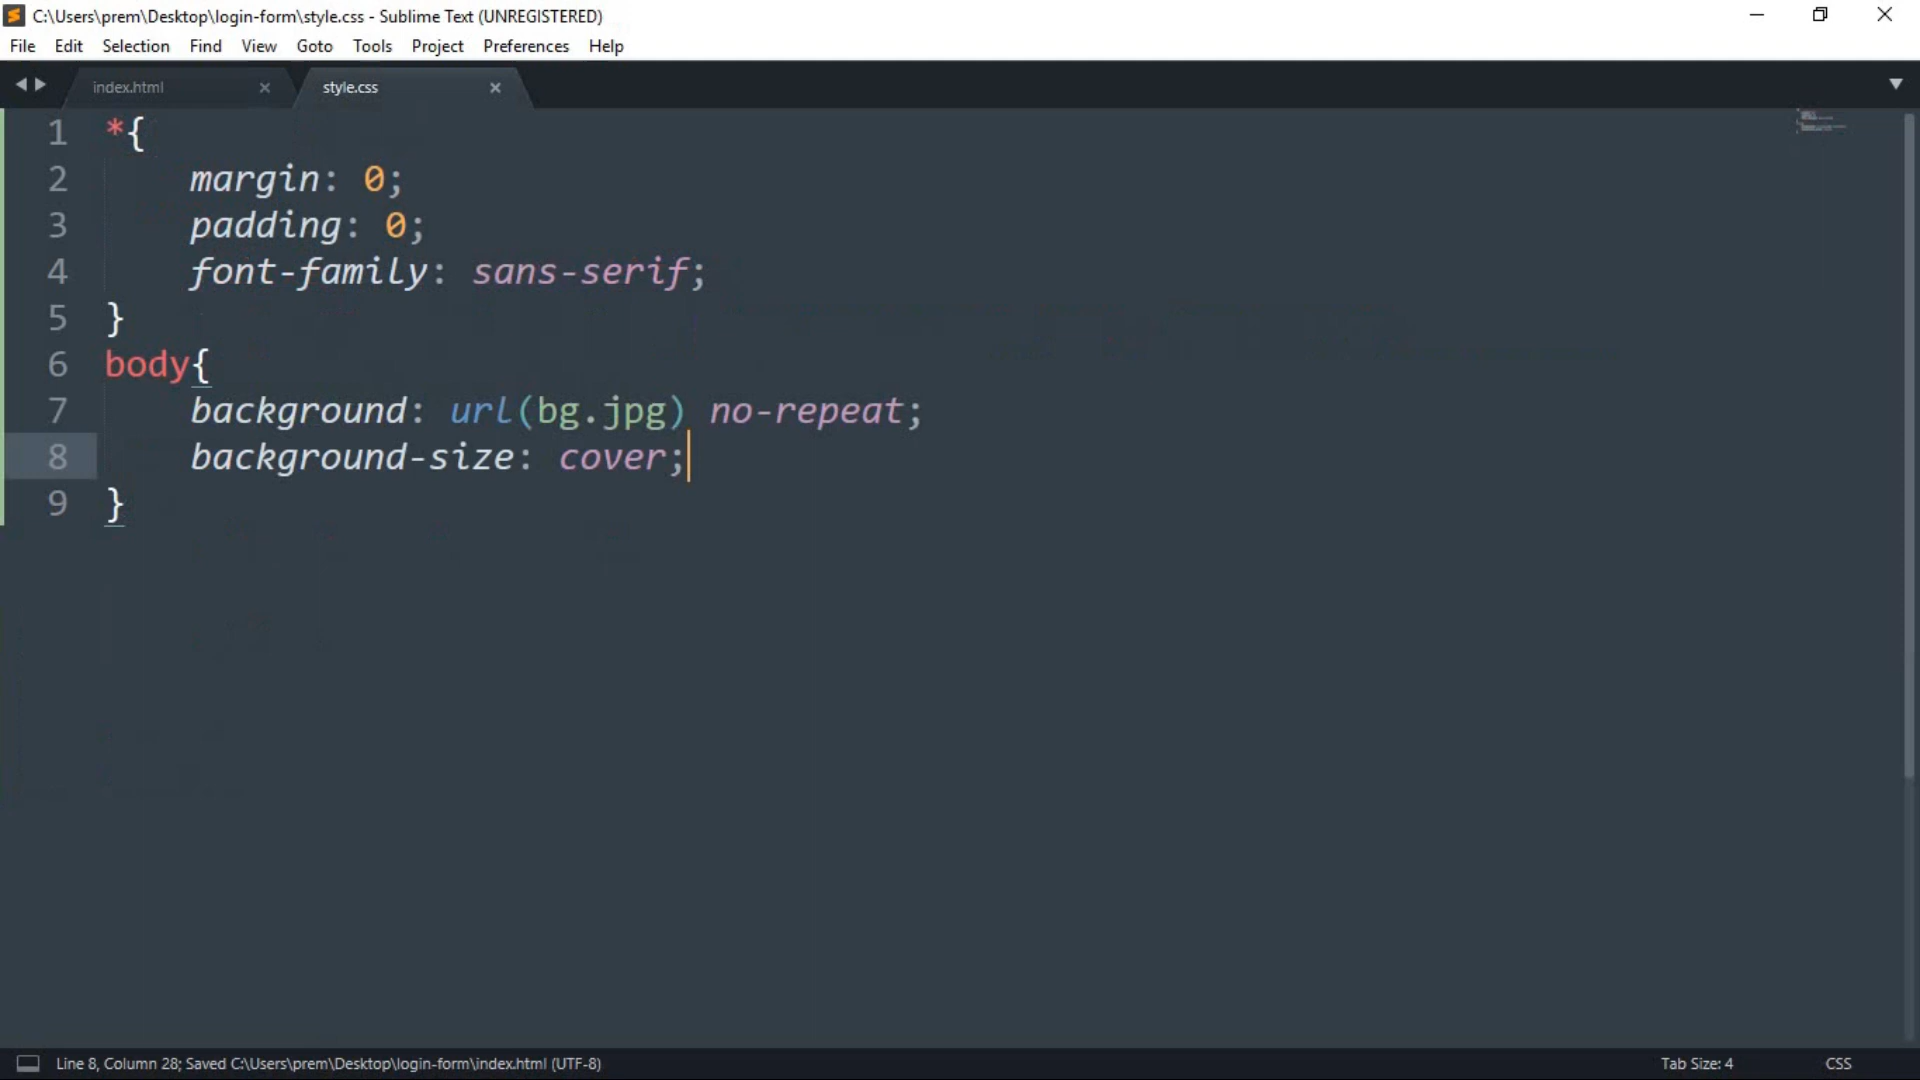 C:\Users\prem\Desktop\login-form\style.css - Sublime Text (UNREGISTERED)
File Edit Selection Find View Goto Tools Project Preferences Help
index.html style.css
1 *{
2 margin: 0;
3 padding: 0;
4 font-family: sans-serif;
5 }
6 body{
7 background: url(bg.jpg) no-repeat;
8 background-size: cover;
9 }
Line 8, Column 28; Saved C:\Users\prem\Desktop\login-form\index.html (UTF-8) Tab Size: 4 CSS